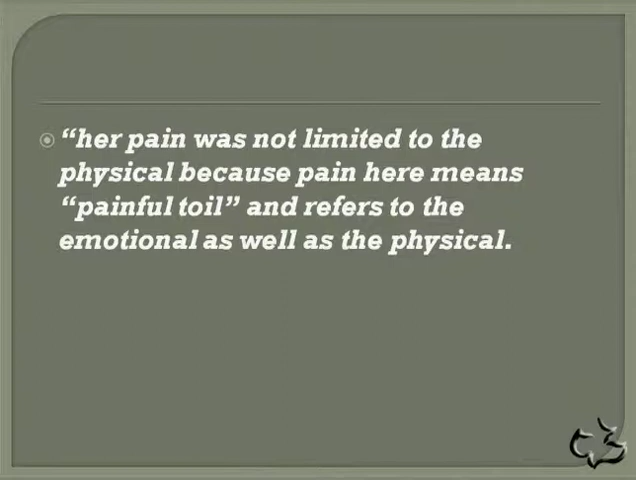 “her pain was not limited to the
physical because pain here means
“painful toil” and refers to the
emotional as well as the physical.